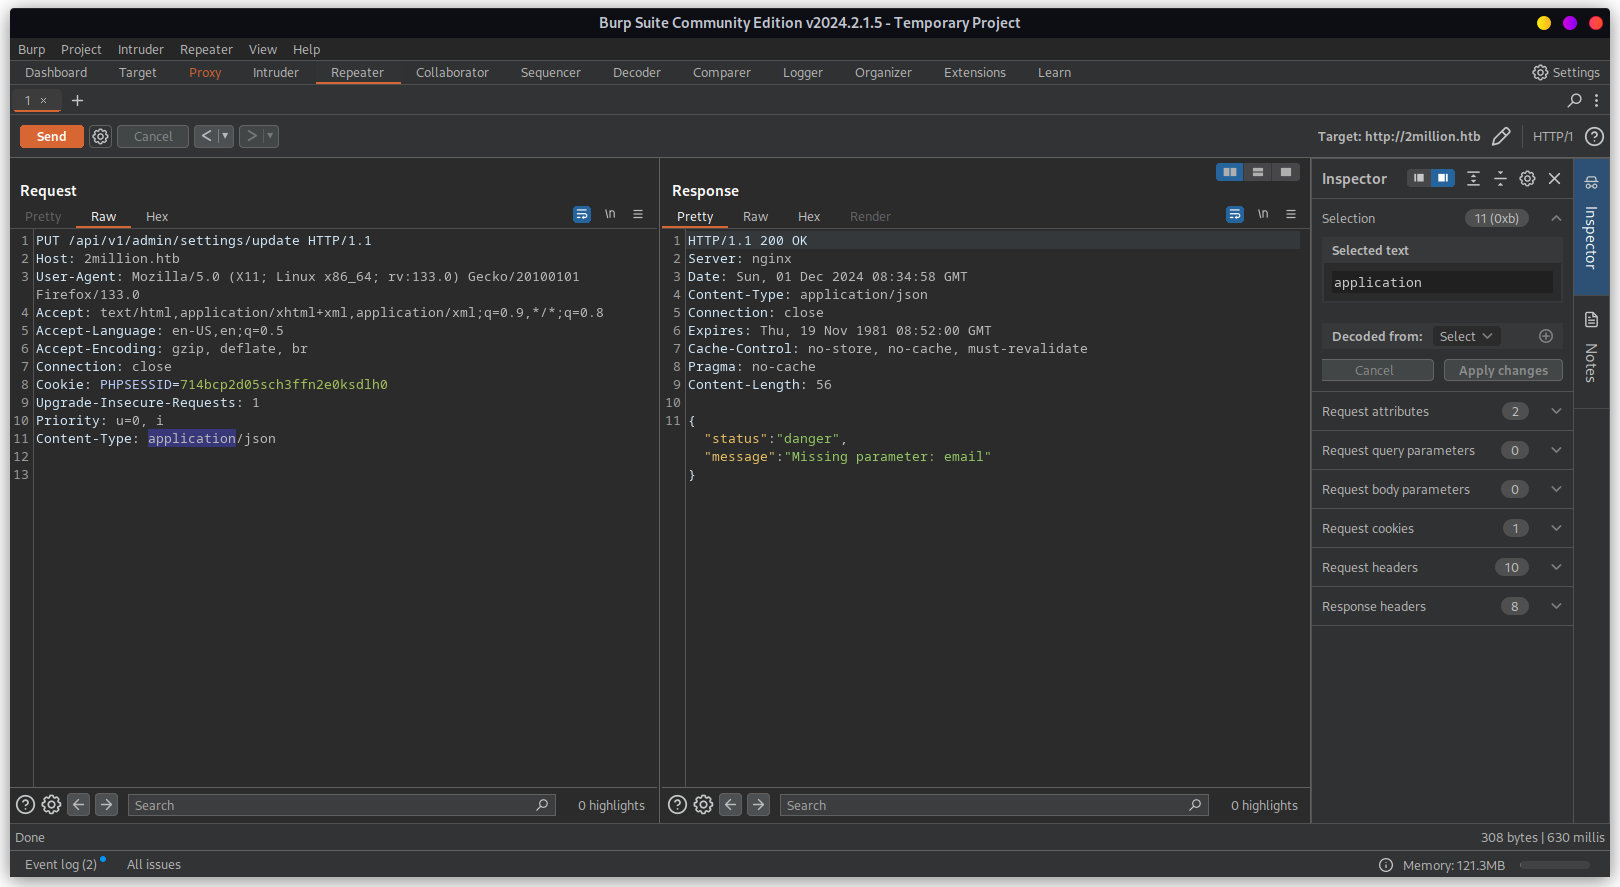 Burp Suite Community Edition v2024.2.1.5 - Temporary Project
Burp Project Intruder Repeater View Help
Dashboard Target Proxy Intruder Repeater Collaborator Sequencer Decoder Comparer Logger Organizer Extensions Learn Settings
1 × +
Send Cancel < > Target: http://2million.htb HTTP/1 ?
Request
Pretty Raw Hex \n
1 PUT /api/v1/admin/settings/update HTTP/1.1
2 Host: 2million.htb
3 User-Agent: Mozilla/5.0 (X11; Linux x86_64; rv:133.0) Gecko/20100101
Firefox/133.0
4 Accept: text/html,application/xhtml+xml,application/xml;q=0.9,*/*;q=0.8
5 Accept-Language: en-US,en;q=0.5
6 Accept-Encoding: gzip, deflate, br
7 Connection: close
8 Cookie: PHPSESSID=714bcp2d05sch3ffn2e0ksdlh0
9 Upgrade-Insecure-Requests: 1
10 Priority: u=0, i
11 Content-Type: application/json
12
13
? Search 0 highlights
Response
Pretty Raw Hex Render \n
1 HTTP/1.1 200 OK
2 Server: nginx
3 Date: Sun, 01 Dec 2024 08:34:58 GMT
4 Content-Type: application/json
5 Connection: close
6 Expires: Thu, 19 Nov 1981 08:52:00 GMT
7 Cache-Control: no-store, no-cache, must-revalidate
8 Pragma: no-cache
9 Content-Length: 56
10
11 {
"status":"danger",
"message":"Missing parameter: email"
}
? Search 0 highlights
Inspector
Selection 11 (0xb)
Selected text
application
Decoded from: Select
Cancel Apply changes
Request attributes 2
Request query parameters 0
Request body parameters 0
Request cookies 1
Request headers 10
Response headers 8
Inspector
Notes
Done 308 bytes | 630 millis
Event log (2) All issues Memory: 121.3MB